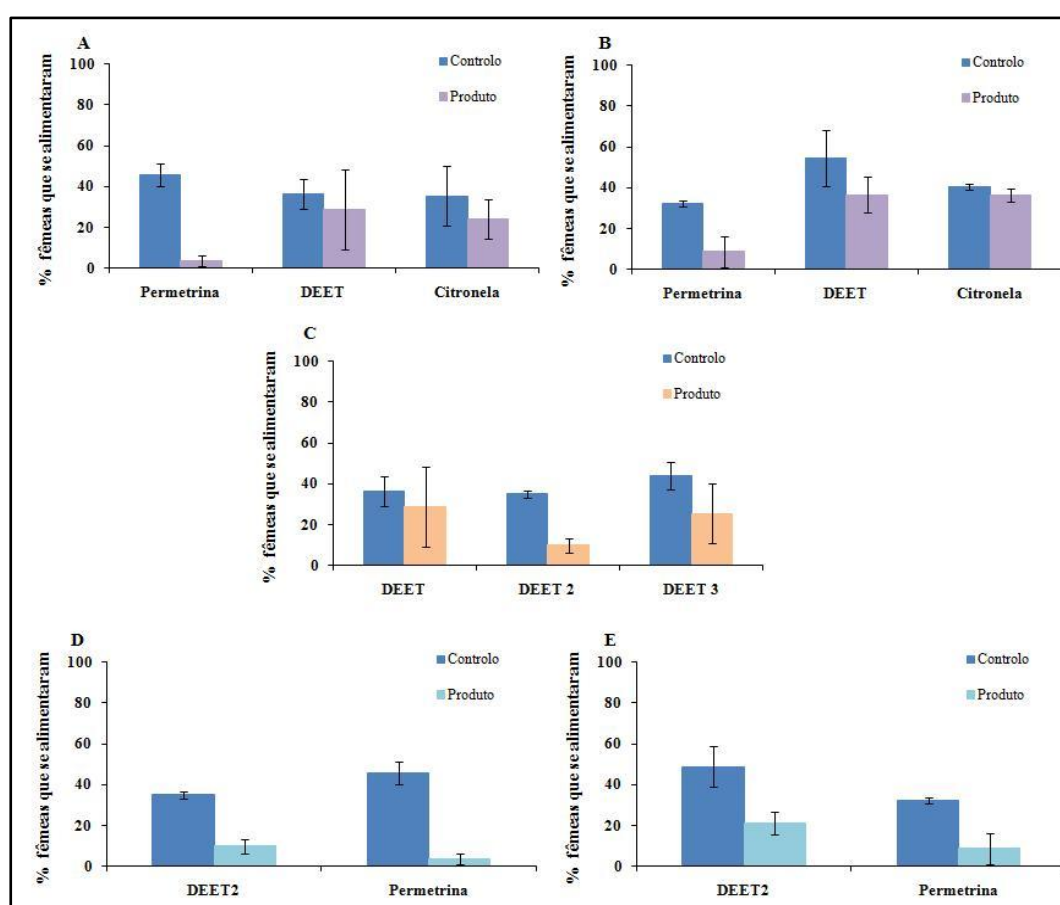 A
% fêmeas que se alimentaram
100
80
60
40
20
0
Controlo
Produto
Permetrina
DEET
Citronela
B
% fêmeas que se alimentaram
100
80
60
40
20
0
Controlo
Produto
Permetrina
DEET
Citronela
C
% fêmeas que se alimentaram
100
80
60
40
20
0
Controlo
Produto
DEET
DEET 2
DEET 3
D
% fêmeas que se alimentaram
100
80
60
40
20
0
Controlo
Produto
DEET2
Permetrina
E
% fêmeas que se alimentaram
100
80
60
40
20
0
Controlo
Produto
DEET2
Permetrina